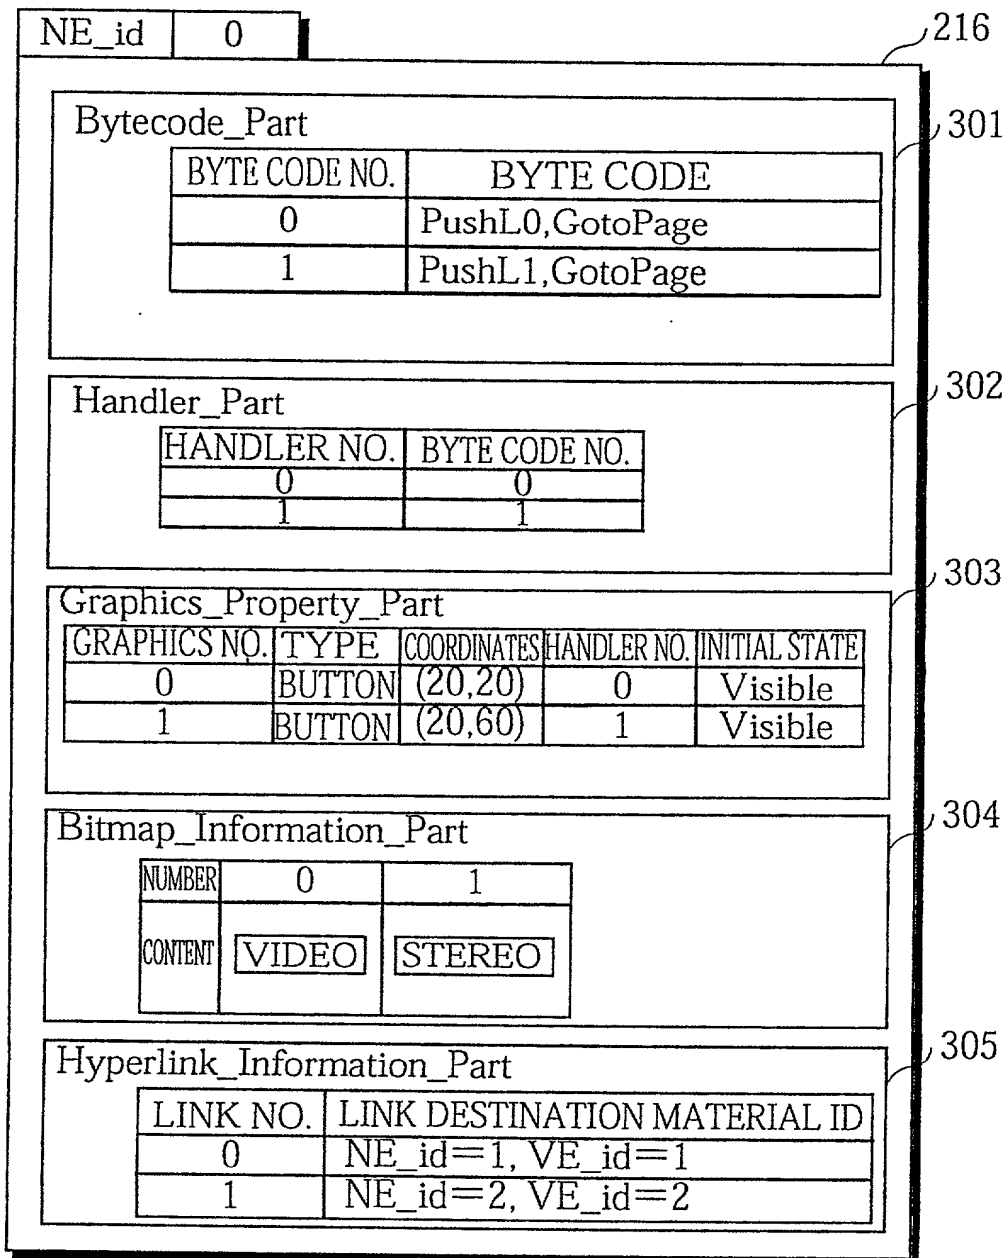 NE_id 0
216
Bytecode_Part
301
BYTE CODE NO. BYTE CODE
0 PushL0,GotoPage
1 PushL1,GotoPage
302
Handler_Part
HANDLER NO. BYTE CODE NO.
0 0
1 1
303
Graphics_Property_Part
GRAPHICS NO. TYPE COORDINATES HANDLER NO. INITIAL STATE
0 BUTTON (20,20) 0 Visible
1 BUTTON (20,60) 1 Visible
304
Bitmap_Information_Part
NUMBER 0 1
CONTENT VIDEO STEREO
305
Hyperlink_Information_Part
LINK NO. LINK DESTINATION MATERIAL ID
0 NE_id=1, VE_id=1
1 NE_id=2, VE_id=2